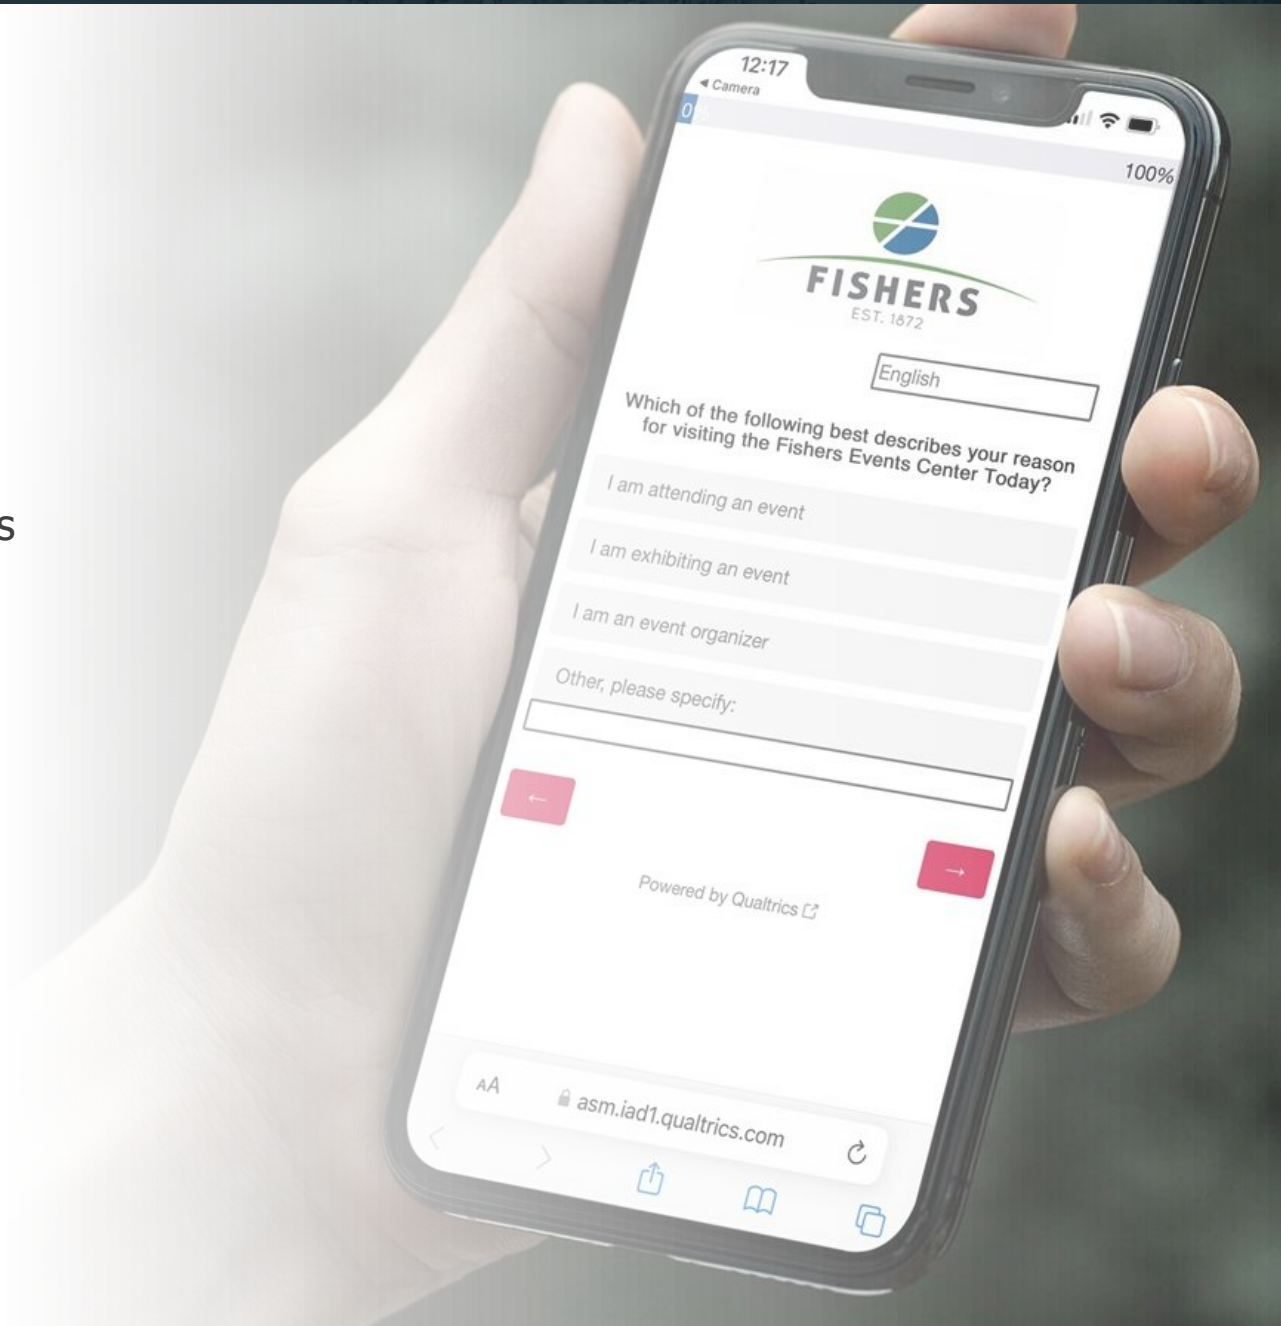 12:17
◀ Camera
0%
100%
FISHERS
EST. 1872
English
Which of the following best describes your reason
for visiting the Fishers Events Center Today?
I am attending an event
I am exhibiting an event
I am an event organizer
Other, please specify:
←
→
Powered by Qualtrics
s
AA
asm.iad1.qualtrics.com